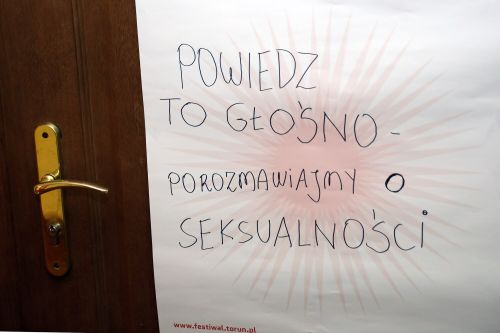 POWIEDZ
TO GŁOŚNO -
POROZMAWIAJMY O
SEKSUALNOŚCI
www.festiwal.torun.pl